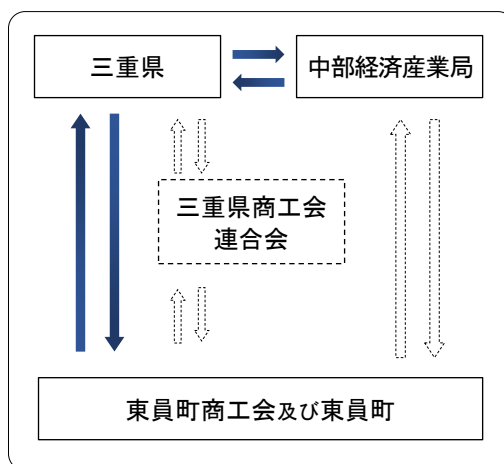 三重県
中部経済産業局
三重県商工会
連合会
東員町商工会及び東員町